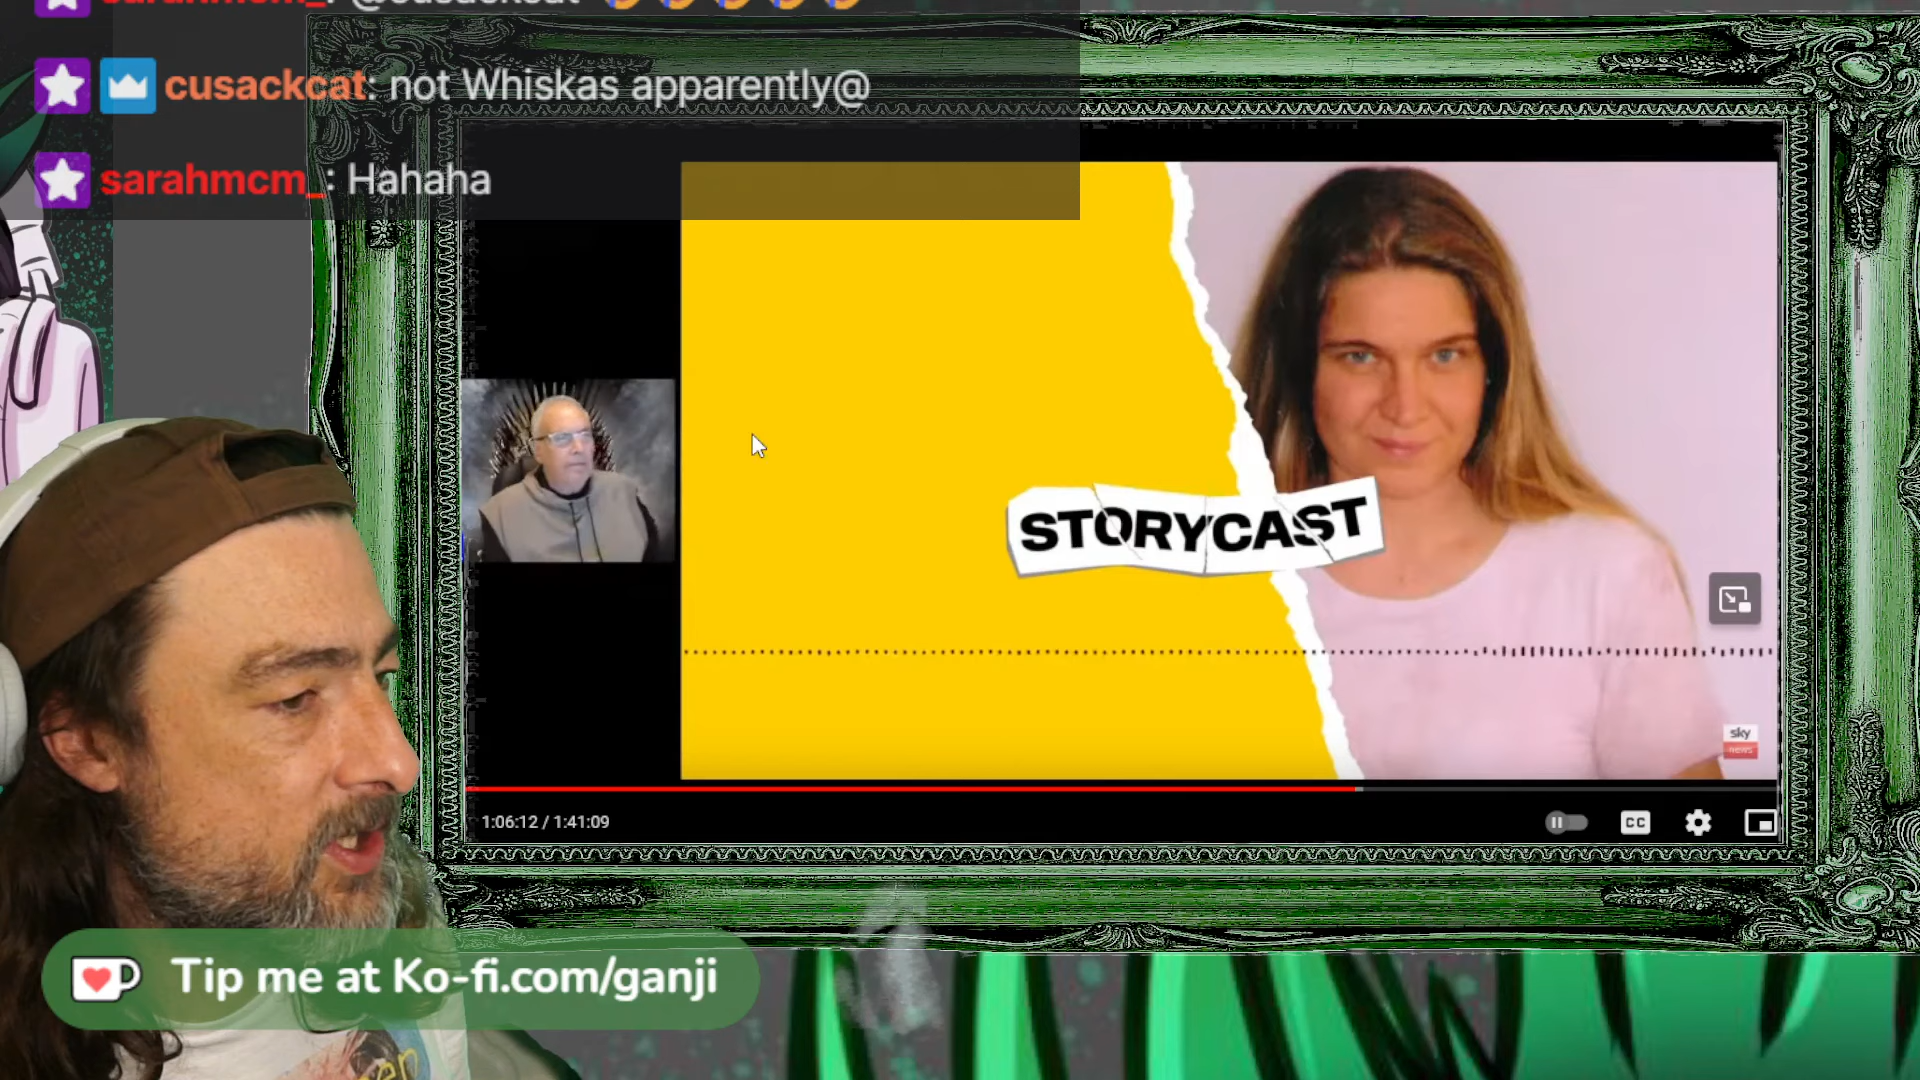 cusackcat: not Whiskas apparently@
sarahmcm_: Hahaha
STORYCAST
sky
news
1:06:12 / 1:41:09
CC
Tip me at Ko-fi.com/ganji